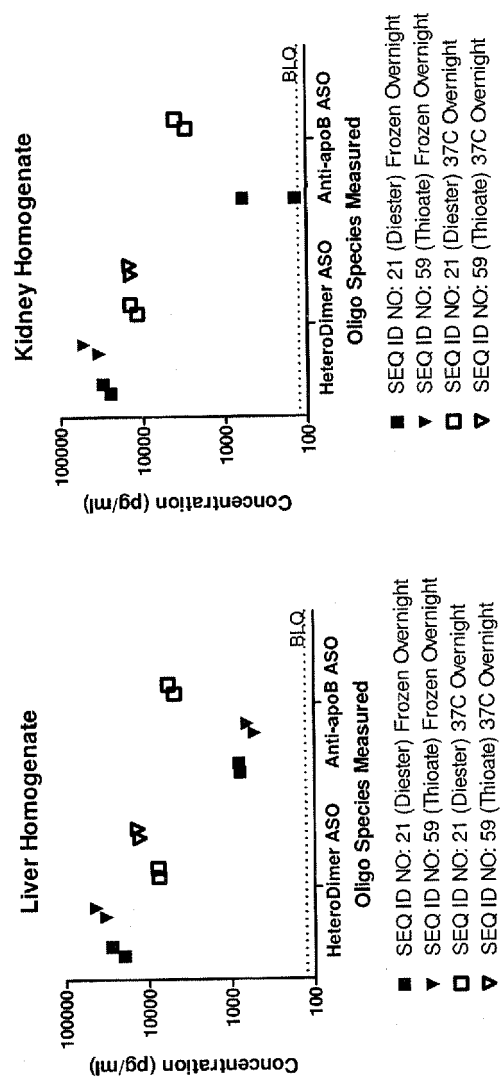 Liver Homogenate
Concentration (pg/ml)
100000
10000
1000
100
BLQ
HeteroDimer ASO
Anti-apoB ASO
Oligo Species Measured
SEQ ID NO: 21 (Diester) Frozen Overnight
SEQ ID NO: 59 (Thioate) Frozen Overnight
SEQ ID NO: 21 (Diester) 37C Overnight
SEQ ID NO: 59 (Thioate) 37C Overnight
Kidney Homogenate
Concentration (pg/ml)
100000
10000
1000
100
BLQ
HeteroDimer ASO
Anti-apoB ASO
Oligo Species Measured
SEQ ID NO: 21 (Diester) Frozen Overnight
SEQ ID NO: 59 (Thioate) Frozen Overnight
SEQ ID NO: 21 (Diester) 37C Overnight
SEQ ID NO: 59 (Thioate) 37C Overnight